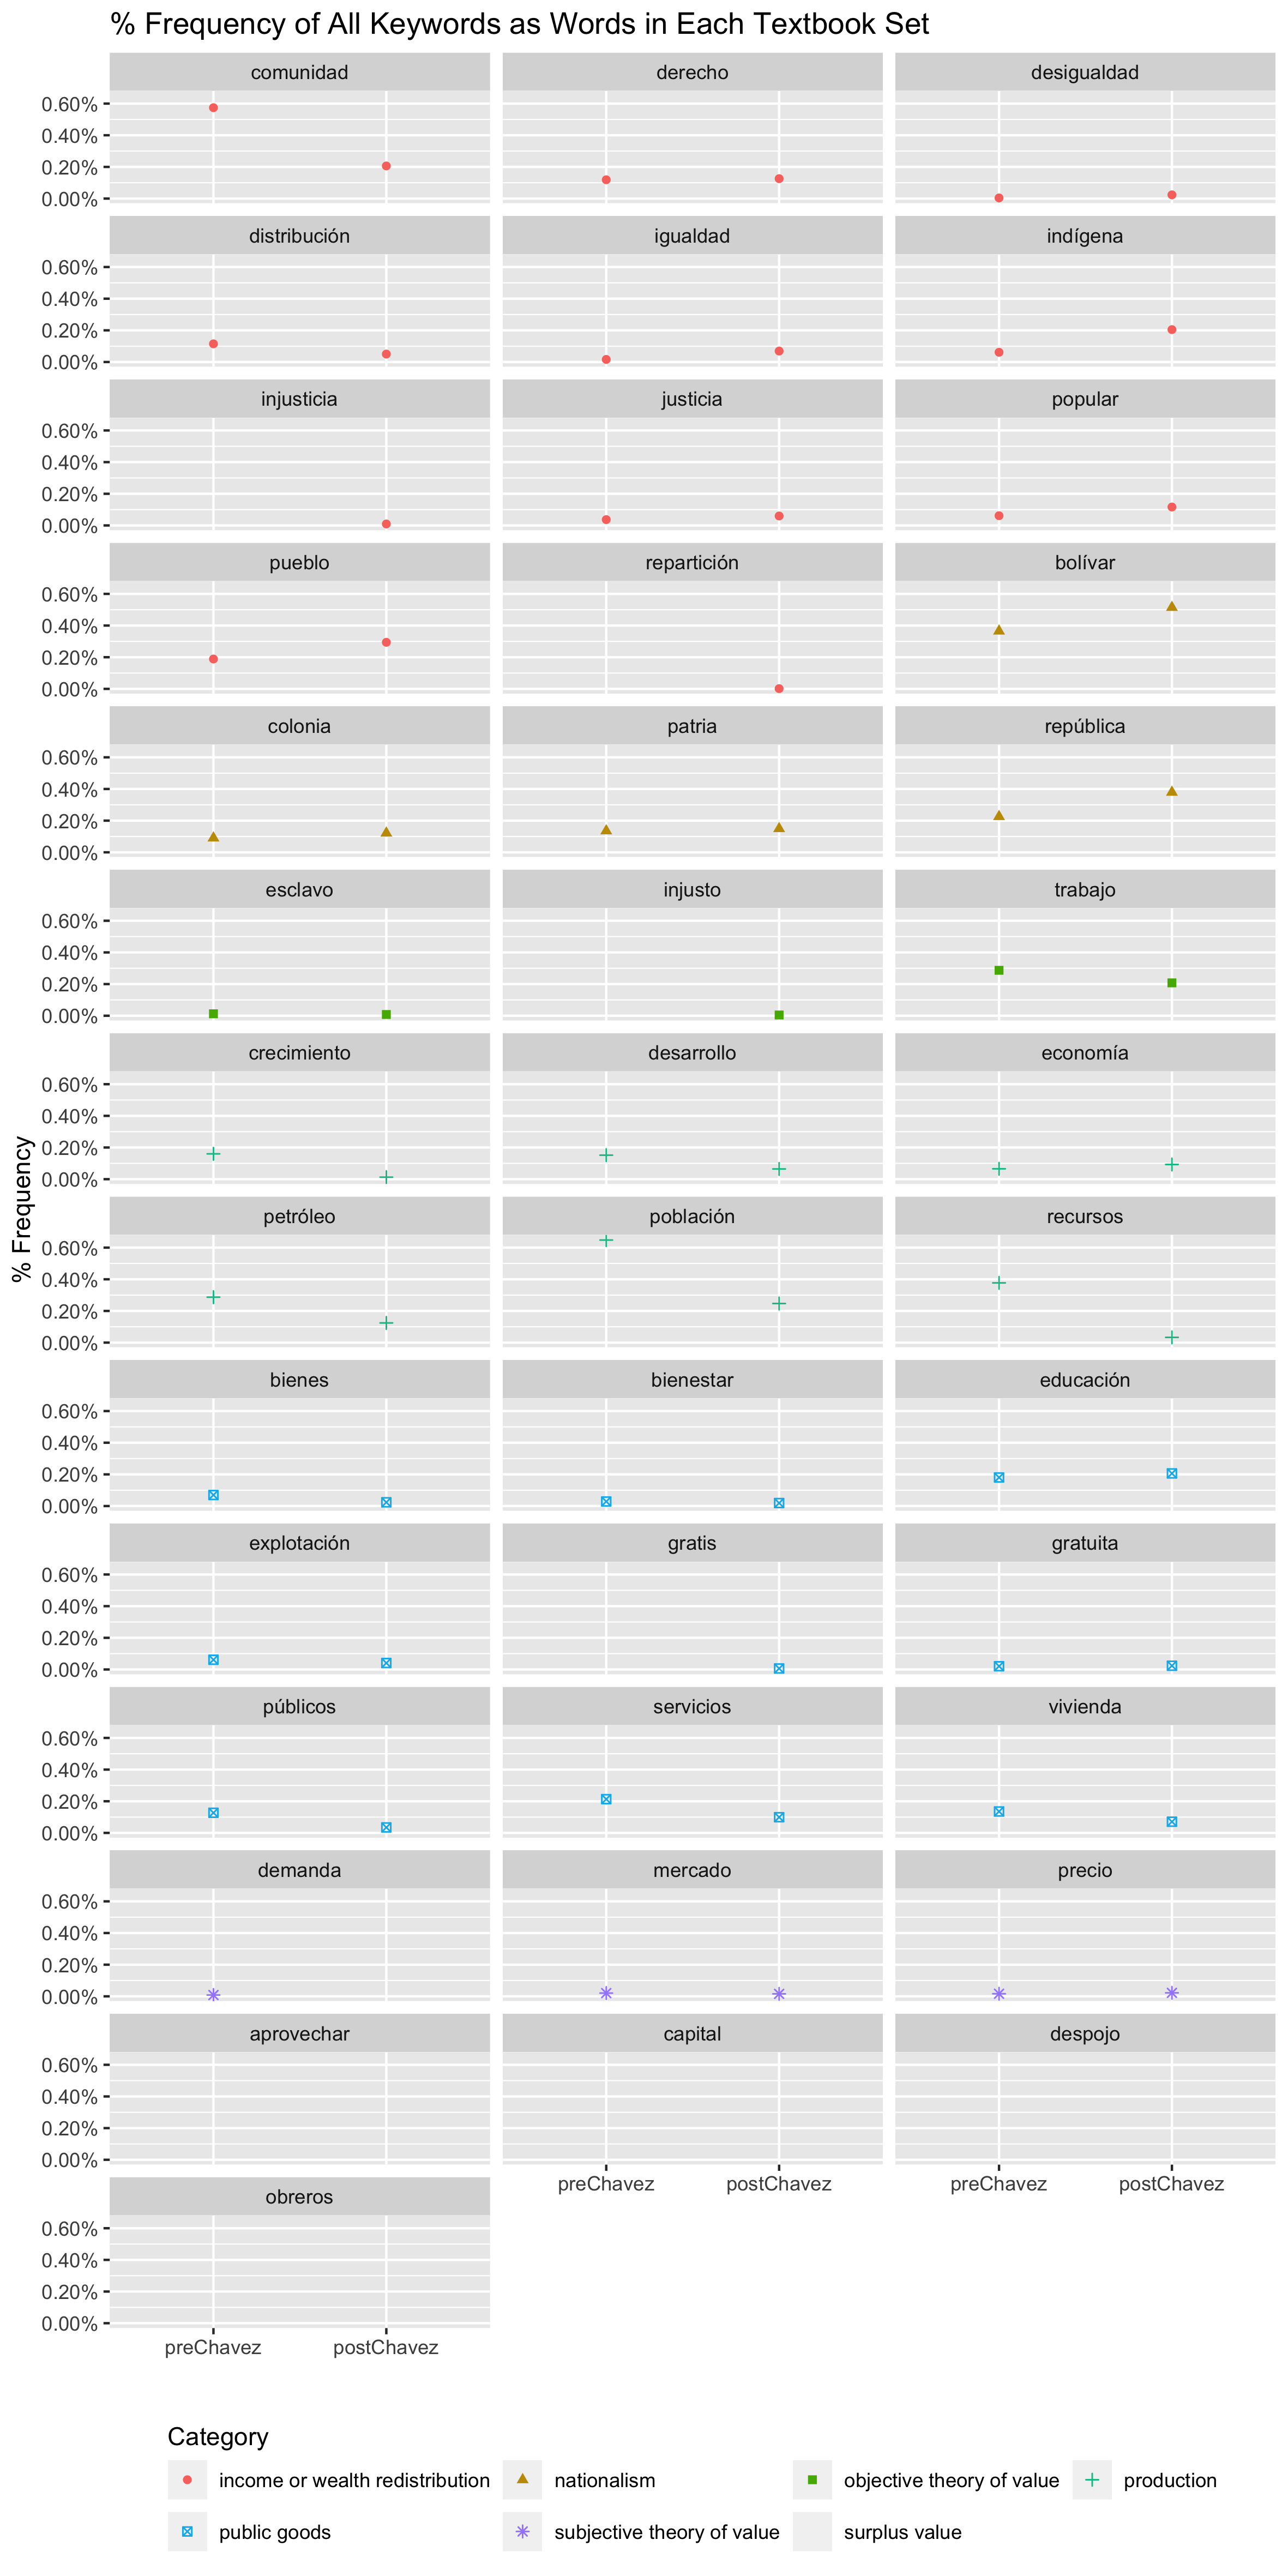 % Frequency of All Keywords as Words in Each Textbook Set
comunidad derecho desigualdad
0.60%
0.40%
0.20%
0.00%
distribución igualdad indígena
0.60%
0.40%
0.20%
0.00%
injusticia justicia popular
0.60%
0.40%
0.20%
0.00%
pueblo repartición bolívar
0.60%
0.40%
0.20%
0.00%
colonia patria república
0.60%
0.40%
0.20%
0.00%
esclavo injusto trabajo
0.60%
0.40%
0.20%
0.00%
crecimiento desarrollo economía
0.60%
0.40%
0.20%
0.00%
% Frequency
petróleo población recursos
0.60%
0.40%
0.20%
0.00%
bienes bienestar educación
0.60%
0.40%
0.20%
0.00%
explotación gratis gratuita
0.60%
0.40%
0.20%
0.00%
públicos servicios vivienda
0.60%
0.40%
0.20%
0.00%
demanda mercado precio
0.60%
0.40%
0.20%
0.00%
aprovechar capital despojo
0.60%
0.40%
0.20%
0.00%
preChavez postChavez preChavez postChavez
obreros
0.60%
0.40%
0.20%
0.00%
preChavez postChavez
Category
income or wealth redistribution nationalism objective theory of value production
public goods subjective theory of value surplus value